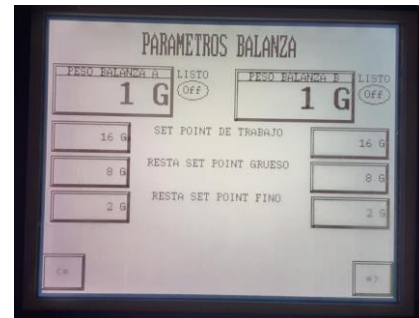 PARAMETROS BALANZA
PESO BALANZA A LISTO PESO BALANZA B LISTO
1 G Off 1 G Off
16 G SET POINT DE TRABAJO 16 G
8 G RESTA SET POINT GRUESO 8 G
2 G RESTA SET POINT FINO 2 G
<= =>